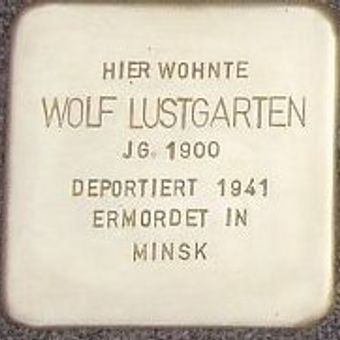 HIER WOHNTE
WOLF LUSTGARTEN
JG. 1900
DEPORTIERT 1941
ERMORDET IN
MINSK